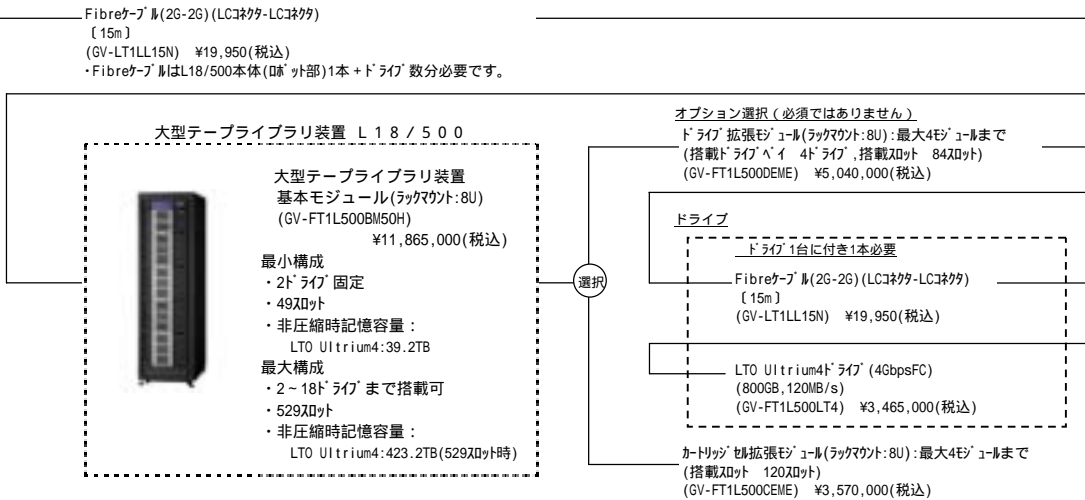 Fibreｹｰﾌﾞﾙ(2G-2G)(LCｺﾈｸﾀ-LCｺﾈｸﾀ)
〔15m〕
(GV-LT1LL15N) ¥19,950(税込)
・FibreｹｰﾌﾞﾙはL18/500本体(ﾛﾎﾞｯﾄ部)1本＋ﾄﾞﾗｲﾌﾞ数分必要です。
大型テープライブラリ装置 Ｌ１８/５００
大型テープライブラリ装置
基本モジュール(ﾗｯｸﾏｳﾝﾄ:8U)
(GV-FT1L500BM50H)
¥11,865,000(税込)
最小構成
・2ﾄﾞﾗｲﾌﾞ固定
・49ｽﾛｯﾄ
・非圧縮時記憶容量：
LTO Ultrium4:39.2TB
最大構成
・2～18ﾄﾞﾗｲﾌﾞまで搭載可
・529ｽﾛｯﾄ
・非圧縮時記憶容量：
LTO Ultrium4:423.2TB(529ｽﾛｯﾄ時)
選択
オプション選択（必須ではありません）
ﾄﾞﾗｲﾌﾞ拡張ﾓｼﾞｭｰﾙ(ﾗｯｸﾏｳﾝﾄ:8U):最大4ﾓｼﾞｭｰﾙまで
(搭載ﾄﾞﾗｲﾌﾞﾍﾞｲ 4ﾄﾞﾗｲﾌﾞ,搭載ｽﾛｯﾄ 84ｽﾛｯﾄ)
(GV-FT1L500DEME) ¥5,040,000(税込)
ドライブ
ﾄﾞﾗｲﾌﾞ1台に付き1本必要
Fibreｹｰﾌﾞﾙ(2G-2G)(LCｺﾈｸﾀ-LCｺﾈｸﾀ)
〔15m〕
(GV-LT1LL15N) ¥19,950(税込)
LTO Ultrium4ﾄﾞﾗｲﾌﾞ(4GbpsFC)
(800GB,120MB/s)
(GV-FT1L500LT4) ¥3,465,000(税込)
ｶｰﾄﾘｯｼﾞｾﾙ拡張ﾓｼﾞｭｰﾙ(ﾗｯｸﾏｳﾝﾄ:8U):最大4ﾓｼﾞｭｰﾙまで
(搭載ｽﾛｯﾄ 120ｽﾛｯﾄ)
(GV-FT1L500CEME) ¥3,570,000(税込)